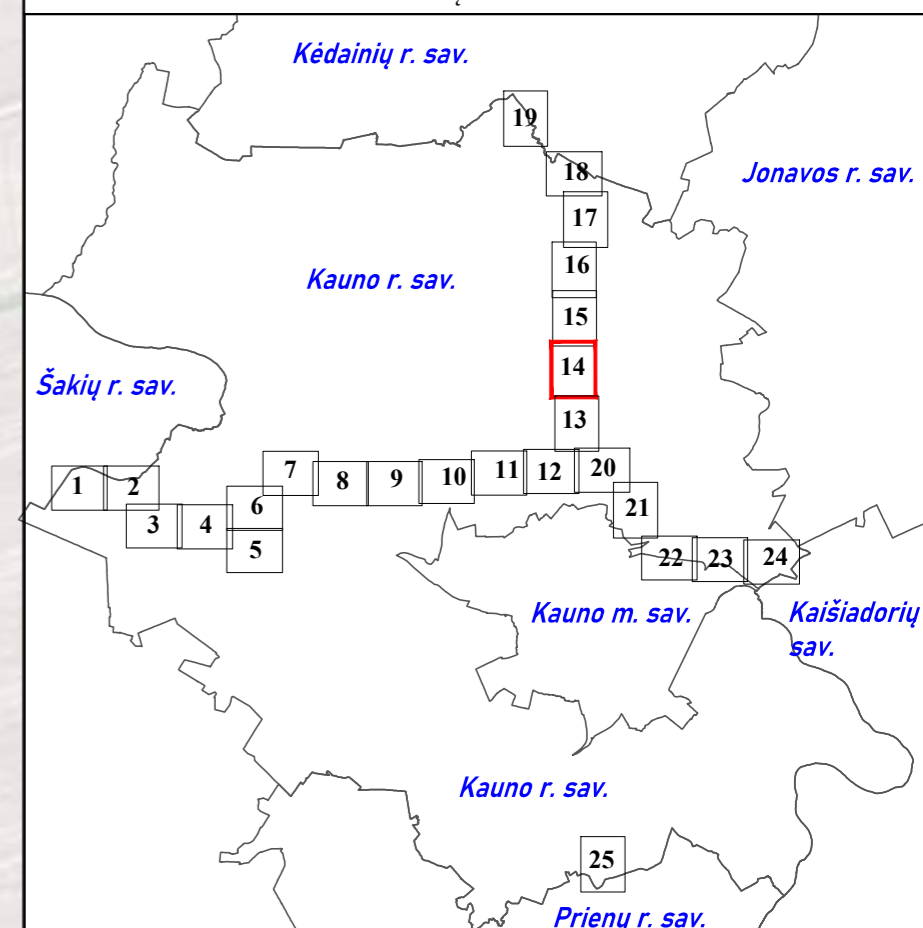 Kėdainių r. sav.
19
18
Jonavos r. sav.
17
16
Kauno r. sav.
15
14
Šakių r. sav.
13
7
11
12
20
8
9
10
1
2
6
21
3
4
5
22
23
24
Kauno m. sav.
Kaišiadorių
sav.
Kauno r. sav.
25
Prienų r. sav.